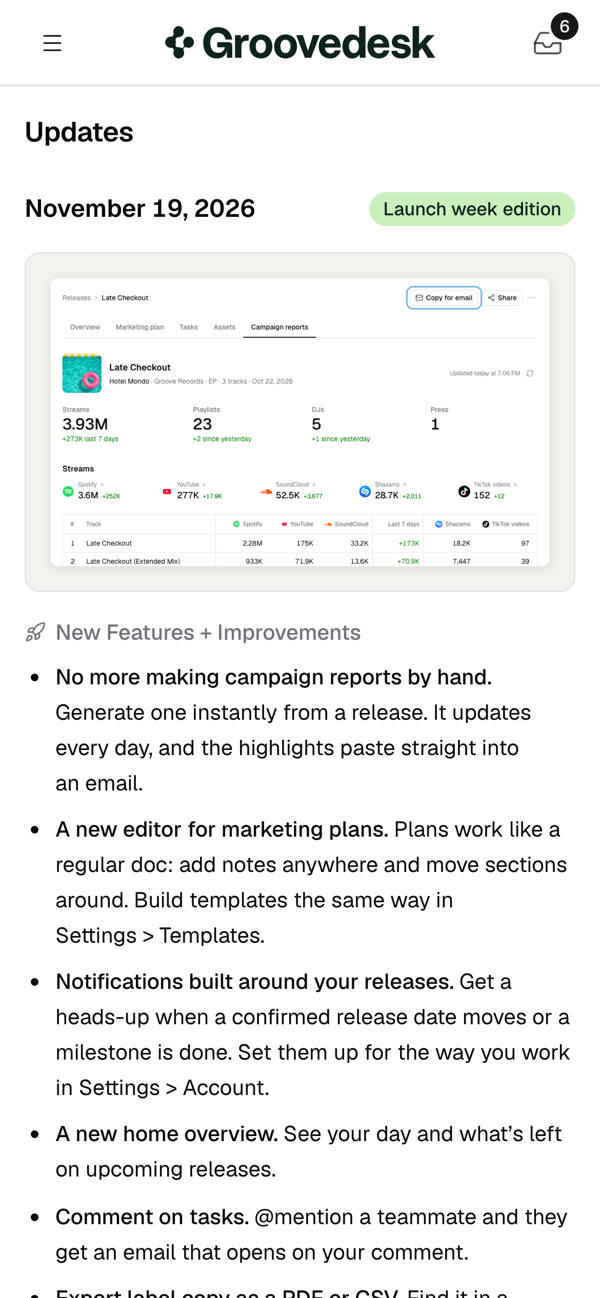 Groovedesk
6
Updates
November 19, 2026
Launch week edition
Releases > Late Checkout
Copy for email
Share
Overview
Marketing plan
Tasks
Assets
Campaign reports
Late Checkout
Hotel Mondo · Groove Records · EP · 3 tracks · Oct 22, 2026
Updated today at 7:06 PM
Streams
Playlists
DJs
Press
3.93M
23
5
1
+273K last 7 days
+2 since yesterday
+1 since yesterday
Streams
Spotify
YouTube
SoundCloud
Shazams
TikTok videos
3.6M +252K
277K +17.9K
52.5K +3,677
28.7K +2,011
152 +12
# Track Spotify YouTube SoundCloud Last 7 days Shazams TikTok videos
1 Late Checkout 2.28M 175K 33.2K +173K 18.2K 97
2 Late Checkout (Extended Mix) 933K 71.9K 13.6K +70.9K 7,447 39
New Features + Improvements
• No more making campaign reports by hand.
Generate one instantly from a release. It updates
every day, and the highlights paste straight into
an email.
• A new editor for marketing plans. Plans work like a
regular doc: add notes anywhere and move sections
around. Build templates the same way in
Settings > Templates.
• Notifications built around your releases. Get a
heads-up when a confirmed release date moves or a
milestone is done. Set them up for the way you work
in Settings > Account.
• A new home overview. See your day and what's left
on upcoming releases.
• Comment on tasks. @mention a teammate and they
get an email that opens on your comment.
• Export label copy as a PDF or CSV. Find it in a